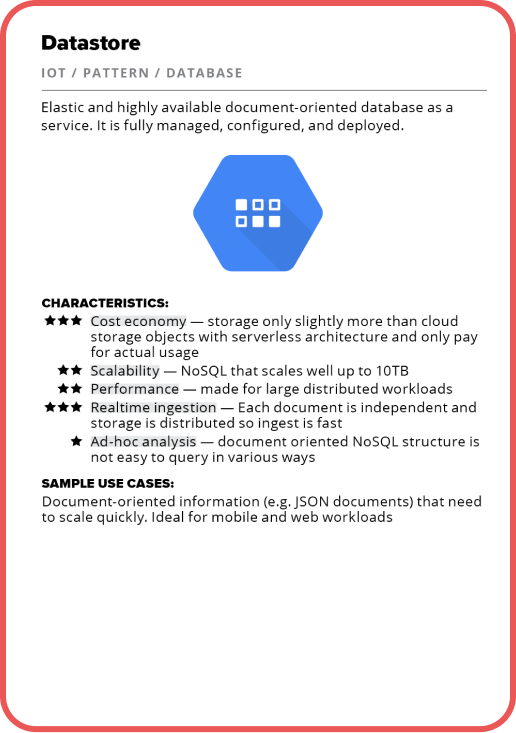 Datastore
IOT / PATTERN / DATABASE
Elastic and highly available document-oriented database as a
service. It is fully managed, configured, and deployed.
CHARACTERISTICS:
★★★ Cost economy — storage only slightly more than cloud
storage objects with serverless architecture and only pay
for actual usage
★★ Scalability — NoSQL that scales well up to 10TB
★★ Performance — made for large distributed workloads
★★★ Realtime ingestion — Each document is independent and
storage is distributed so ingest is fast
★ Ad-hoc analysis — document oriented NoSQL structure is
not easy to query in various ways
SAMPLE USE CASES:
Document-oriented information (e.g. JSON documents) that need
to scale quickly. Ideal for mobile and web workloads